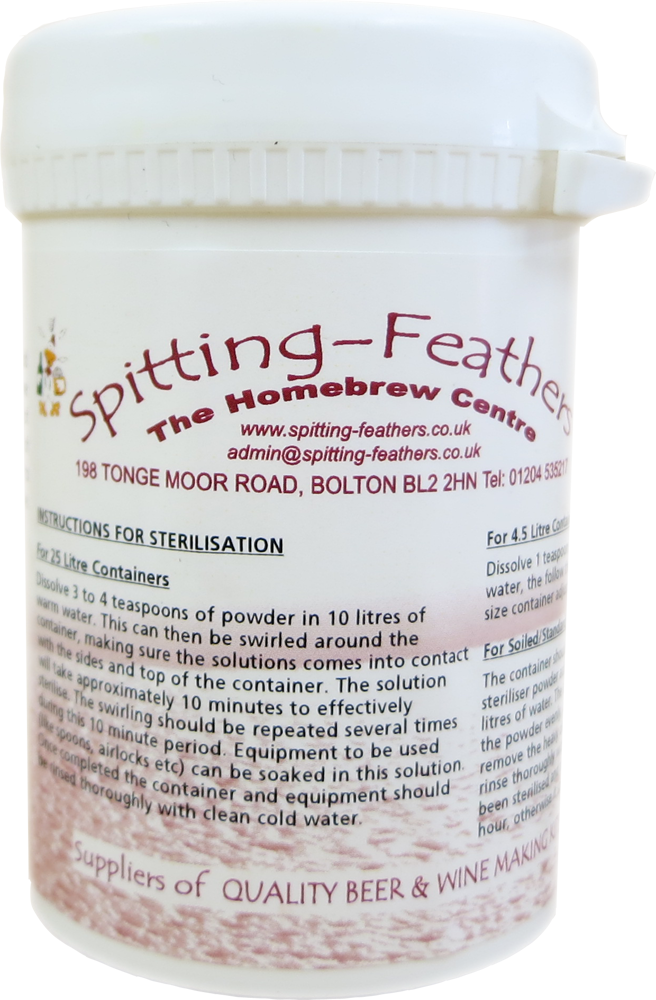 Spitting-Feathers
The Homebrew Centre
www.spitting-feathers.co.uk
admin@spitting-feathers.co.uk
198 TONGE MOOR ROAD, BOLTON BL2 2HN Tel: 01204 535217
INSTRUCTIONS FOR STERILISATION
For 25 Litre Containers
Dissolve 3 to 4 teaspoons of powder in 10 litres of
warm water. This can then be swirled around the
container, making sure the solutions comes into contact
with the sides and top of the container. The solution
will take approximately 10 minutes to effectively
sterilise. The swirling should be repeated several times
during this 10 minute period. Equipment to be used
(like spoons, airlocks etc) can be soaked in this solution.
Once completed the container and equipment should
be rinsed thoroughly with clean cold water.
For 4.5 Litre
Dissolve 1
water, the
size container
For Soiled/
The container
steriliser powder
litres of water.
the powder
remove the
rinse thoroughly
been sterilised
hour,
Suppliers of QUALITY BEER & WINE MAKING